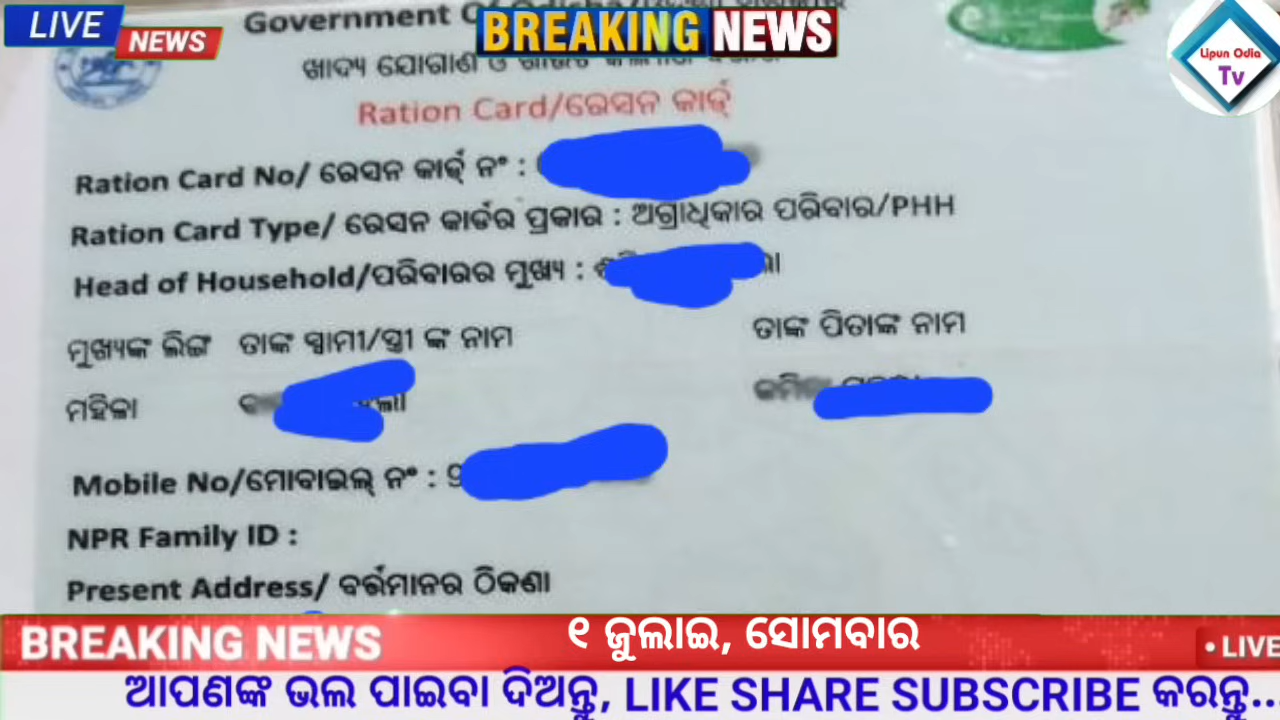 LIVE
NEWS
BREAKING NEWS
Lipun Odia
Tv
Government
ଖାଦ୍ୟ ଯୋଗାଣ ଓ
Ration Card/ରେସନ କାର୍ଡ୍
Ration Card No/ ରେସନ କାର୍ଡ୍ ନଂ :
Ration Card Type/ ରେସନ କାର୍ଡର ପ୍ରକାର : ଅଗ୍ରାଧିକାର ପରିବାର/PHH
Head of Household/ପରିବାରର ମୁଖ୍ୟ :
ମୁଖ୍ୟଙ୍କ ଲିଙ୍ଗ ତାଙ୍କ ସ୍ୱାମୀ/ସ୍ତ୍ରୀ ଙ୍କ ନାମ ତାଙ୍କ ପିତାଙ୍କ ନାମ
ମହିଳା
Mobile No/ମୋବାଇଲ୍ ନଂ : 9
NPR Family ID :
Present Address/ ବର୍ତ୍ତମାନର ଠିକଣା
BREAKING NEWS
୧ ଜୁଲାଇ, ସୋମବାର
• LIVE
ଆପଣଙ୍କ ଭଲ ପାଇବା ଦିଅନ୍ତୁ, LIKE SHARE SUBSCRIBE କରନ୍ତୁ...